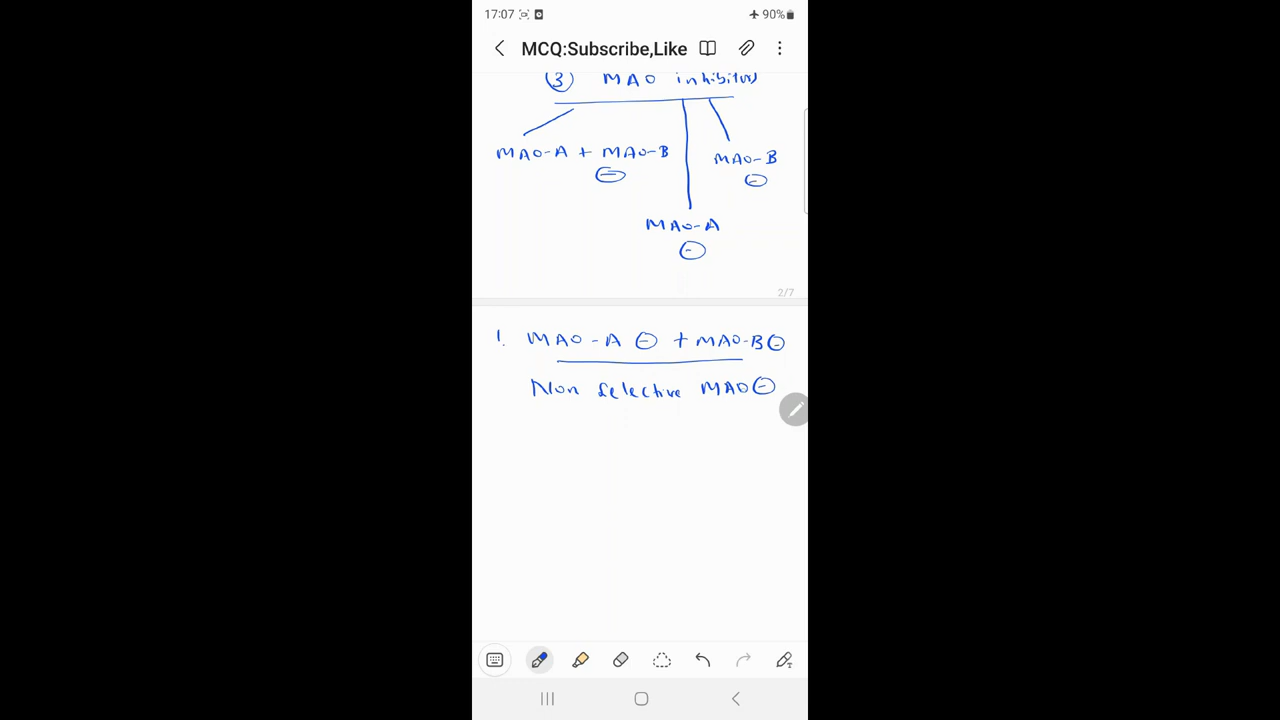 17:07 90%
MCQ:Subscribe,Like
(3) MAO inhibitors
MAO-A + MAO-B
MAO-B
MAO-A
2/7
1. MAO-A ⊖ + MAO-B ⊖
Non Selective MAO ⊖